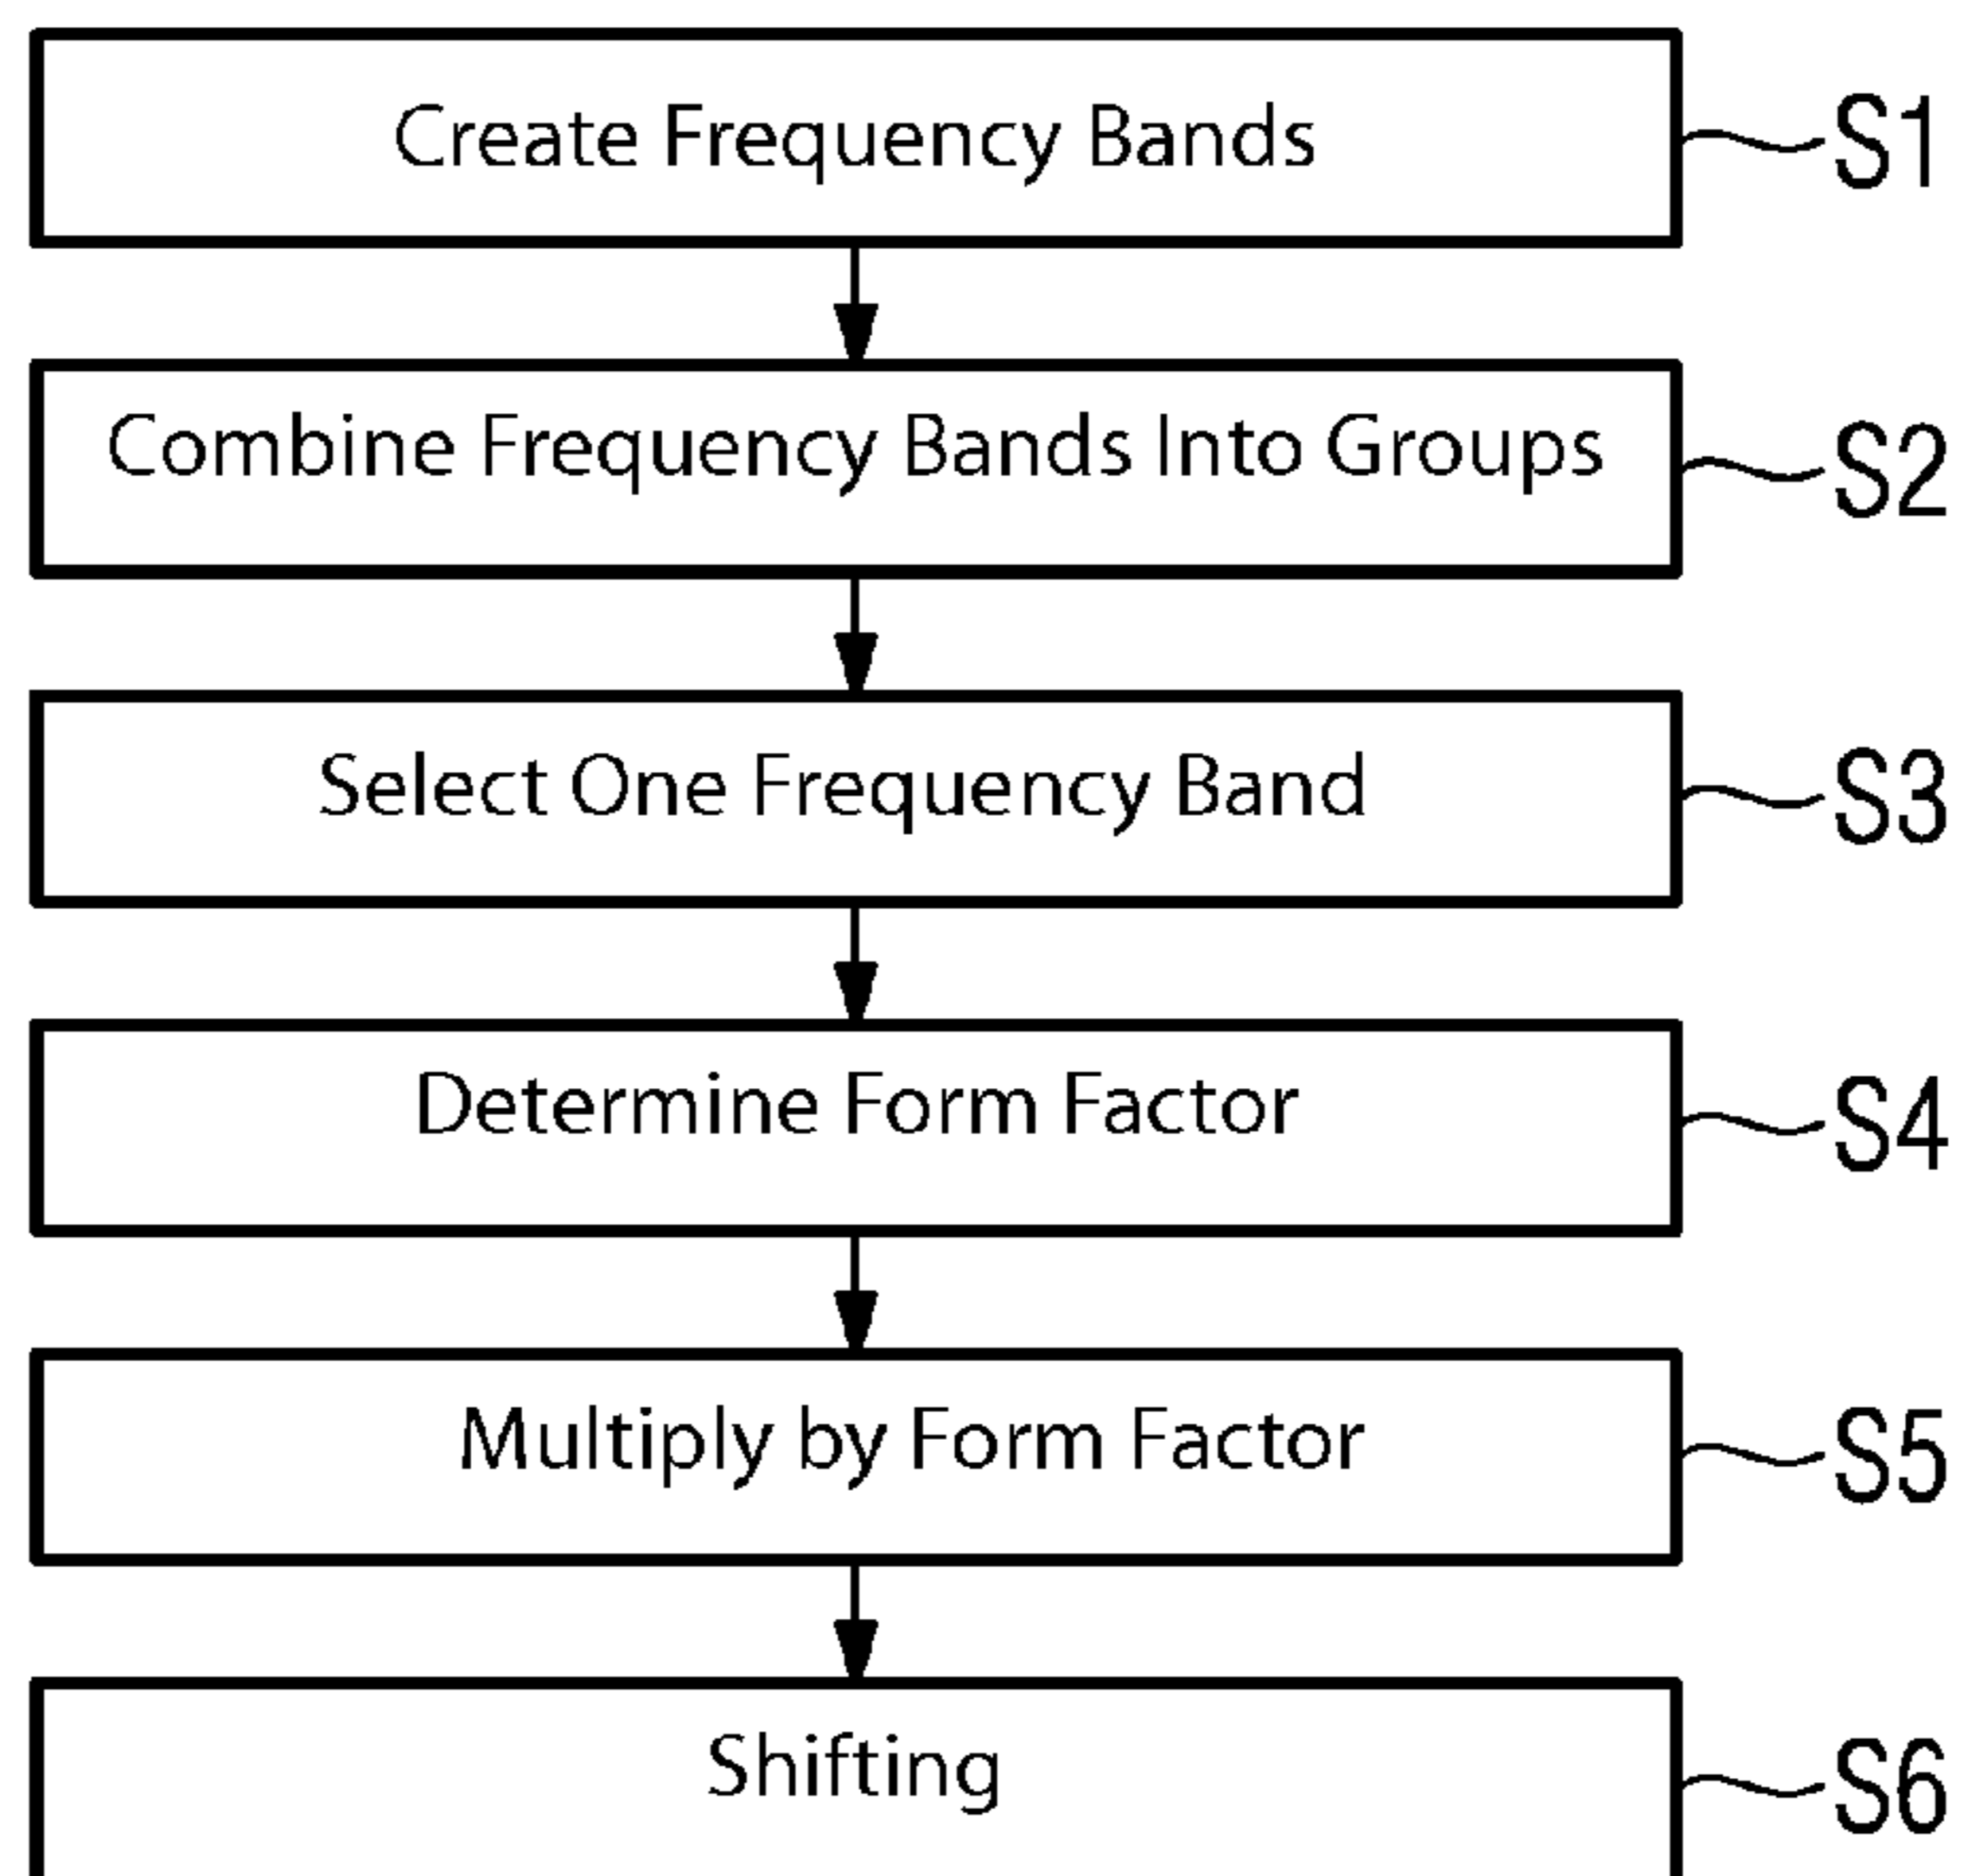 Create Frequency Bands
S1
Combine Frequency Bands Into Groups
S2
Select One Frequency Band
S3
Determine Form Factor
S4
Multiply by Form Factor
S5
Shifting
S6